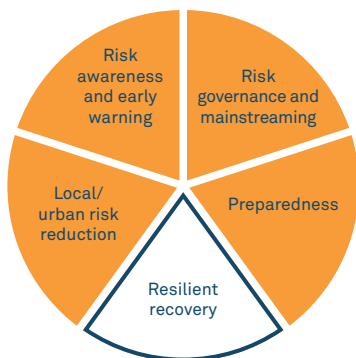 Risk
awareness
and early
warning
Risk
governance and
mainstreaming
Local/
urban risk
reduction
Preparedness
Resilient
recovery